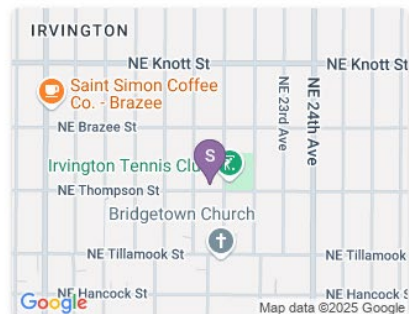 IRVINGTON
NE Knott St
NE Knott St
Saint Simon Coffee
Co. - Brazee
NE 23rd Ave
NE 24th Ave
NE Brazee St
S
Irvington Tennis Clu
NE Thompson St
Bridgetown Church
NE Tillamook St
NE Tillamook
Google
NE Hancock St
NE Hancock S
Map data ©2025 Google